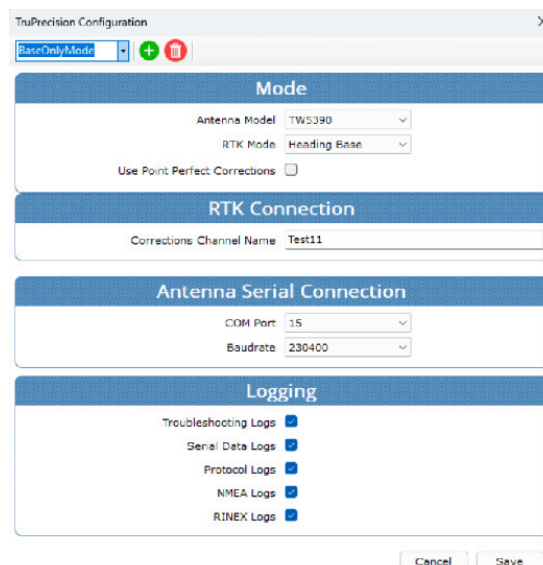 TruPrecision Configuration
BaseOnlyMode
Mode
Antenna Model TW5390
RTK Mode Heading Base
Use Point Perfect Corrections
RTK Connection
Corrections Channel Name Test11
Antenna Serial Connection
COM Port 15
Baudrate 230400
Logging
Troubleshooting Logs
Serial Data Logs
Protocol Logs
NMEA Logs
RINEX Logs
Cancel Save